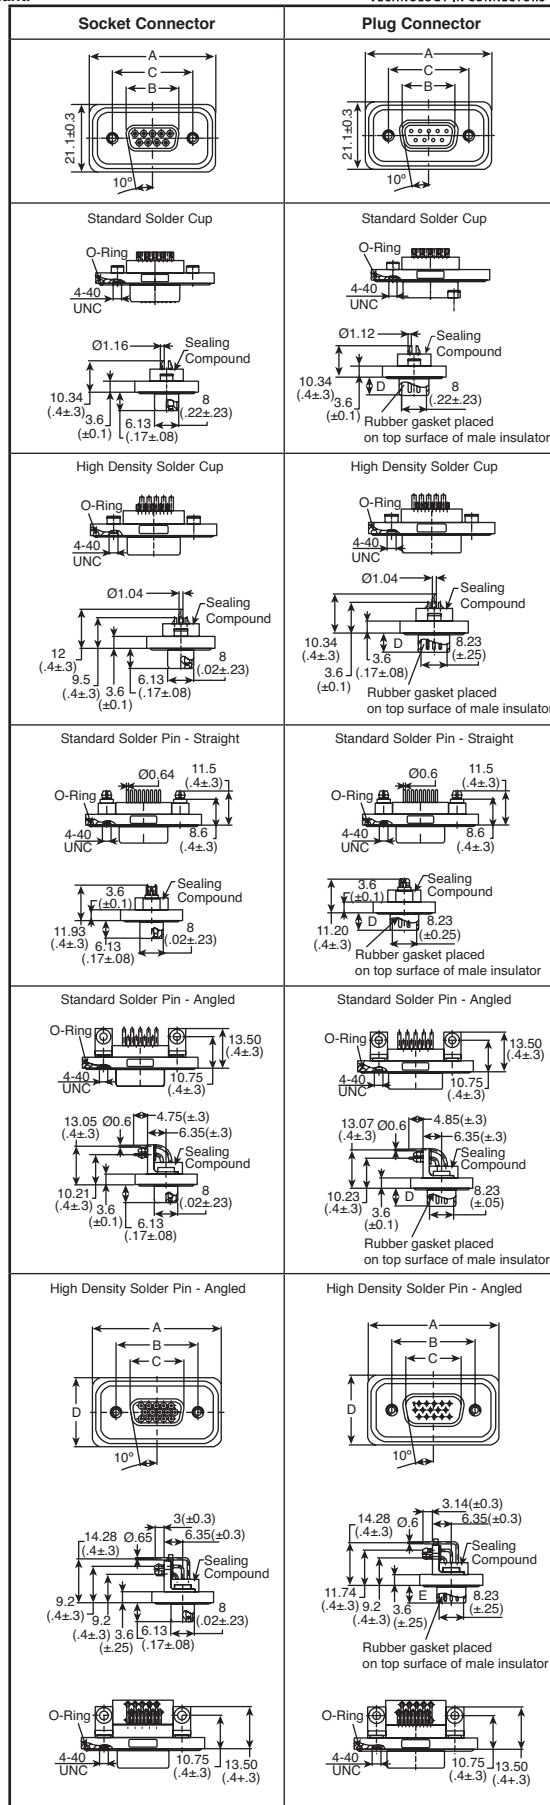 Socket Connector
Plug Connector
A
C
B
21.1±0.3
10º
A
C
B
21.1±0.3
10º
Standard Solder Cup
O-Ring
4-40
UNC
Ø1.16
Sealing
Compound
10.34
(.4±.3)
3.6
(±0.1)
6.13
(.17±.08)
8
(.22±.23)
Standard Solder Cup
O-Ring
4-40
UNC
Ø1.12
Sealing
Compound
10.34
(.4±.3)
3.6
(±0.1)
D
8
(.22±.23)
Rubber gasket placed
on top surface of male insulator
High Density Solder Cup
O-Ring
4-40
UNC
Ø1.04
Sealing
Compound
12
(.4±.3)
9.5
(.4±.3)
3.6
(±0.1)
6.13
(.17±.08)
8
(.02±.23)
High Density Solder Cup
O-Ring
4-40
UNC
Ø1.04
Sealing
Compound
10.34
(.4±.3)
3.6
(±0.1)
3.6
(.17±.08)
D
8.23
(±.25)
Rubber gasket placed
on top surface of male insulator
Standard Solder Pin - Straight
Ø0.64
11.5
(.4±.3)
O-Ring
4-40
UNC
8.6
(.4±.3)
3.6
(±0.1)
Sealing
Compound
11.93
(.4±.3)
6.13
(.17±.08)
8
(.02±.23)
Standard Solder Pin - Straight
Ø0.6
11.5
(.4±.3)
O-Ring
4-40
UNC
8.6
(.4±.3)
3.6
(±0.1)
Sealing
Compound
11.20
(.4±.3)
D
8.23
(±0.25)
Rubber gasket placed
on top surface of male insulator
Standard Solder Pin - Angled
O-Ring
4-40
UNC
13.50
(.4±.3)
10.75
(.4±.3)
13.05
(.4±.3)
Ø0.6
4.75(±.3)
6.35(±.3)
Sealing
Compound
10.21
(.4±.3)
3.6
(±0.1)
6.13
(.17±.08)
8
(.02±.23)
Standard Solder Pin - Angled
O-Ring
4-40
UNC
13.50
(.4±.3)
10.75
(.4±.3)
13.07
(.4±.3)
Ø0.6
4.85(±.3)
6.35(±.3)
Sealing
Compound
10.23
(.4±.3)
3.6
(±0.1)
D
8.23
(±.05)
Rubber gasket placed
on top surface of male insulator
High Density Solder Pin - Angled
A
B
C
D
10º
14.28
(.4±.3)
Ø.65
3(±0.3)
6.35(±0.3)
Sealing
Compound
9.2
(.4±.3)
9.2
(.4±.3)
3.6
(±.25)
6.13
(.17±.08)
8
(.02±.23)
O-Ring
4-40
UNC
10.75
(.4±.3)
13.50
(.4+.3)
High Density Solder Pin - Angled
A
B
C
D
10º
14.28
(.4±.3)
Ø.6
3.14(±0.3)
6.35(±0.3)
Sealing
Compound
11.74
(.4±.3)
9.2
(.4±.3)
3.6
(±.25)
E
8.23
(±.25)
Rubber gasket placed
on top surface of male insulator
O-Ring
4-40
UNC
10.75
(.4±.3)
13.50
(.4+.3)